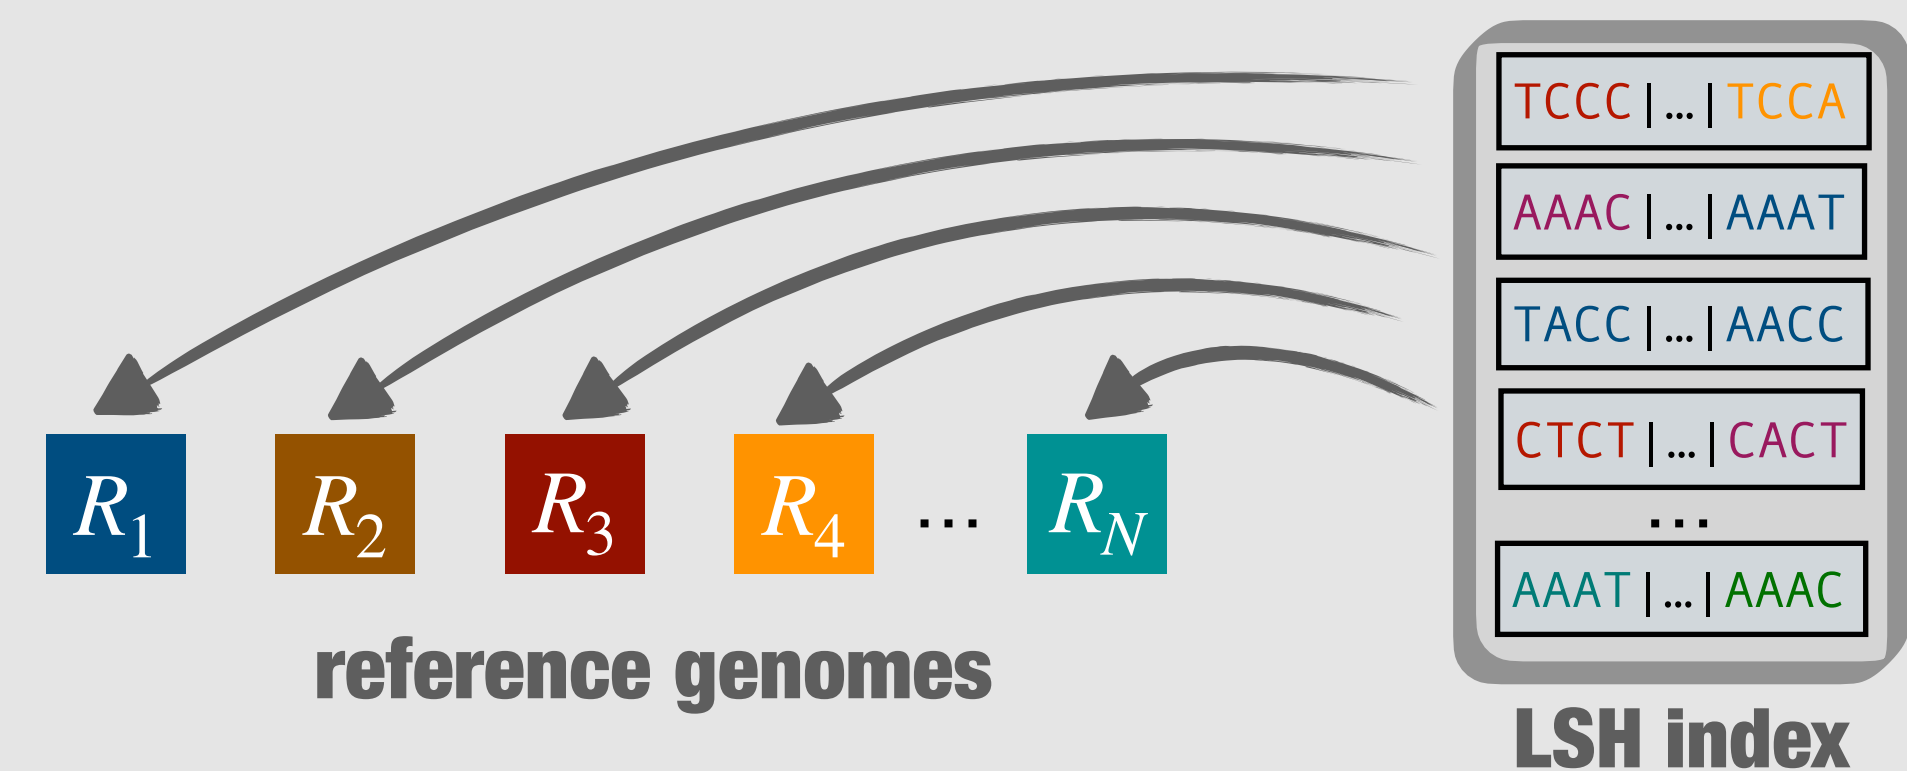 TCCC|...|TCCA
AAAC|...|AAAT
TACC|...|AACC
CTCT|...|CACT
...
AAAT|...|AAAC
R1 R2 R3 R4 ... RN
reference genomes
LSH index